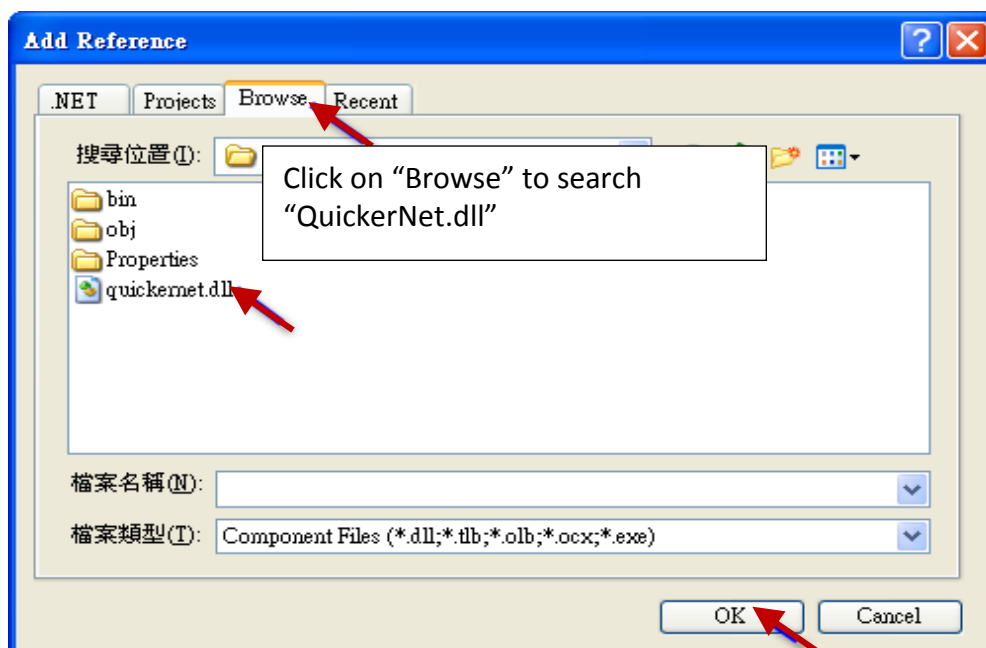 Add Reference
.NET Projects Browse Recent
搜尋位置(I):
Click on “Browse” to search
“QuickerNet.dll”
bin
obj
Properties
quickernet.dll
檔案名稱(N):
檔案類型(T): Component Files (*.dll;*.tlb;*.olb;*.ocx;*.exe)
OK Cancel